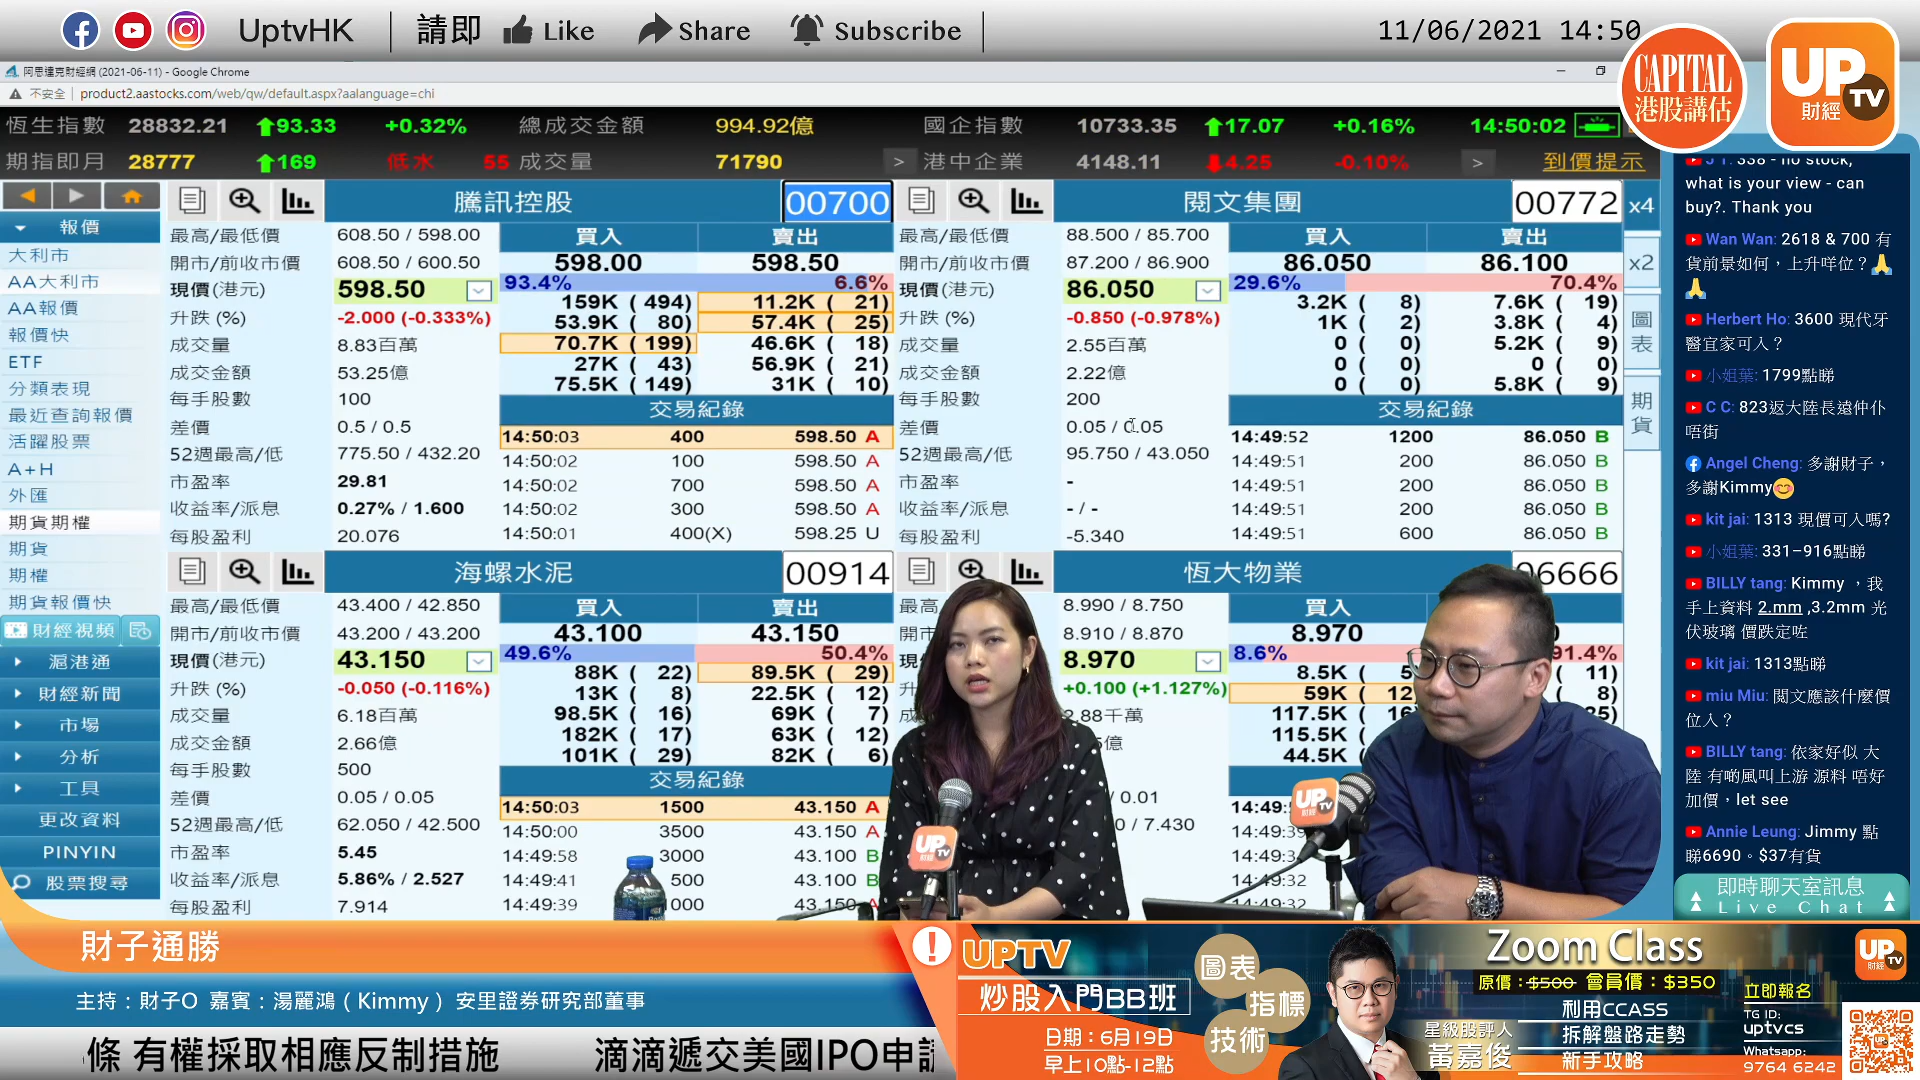 UptvHK 請即 Like Share Subscribe
11/06/2021 14:50
CAPITAL
港股講估
UP TV 財經
阿思達克財經網 (2021-06-11) - Google Chrome
不安全 | product2.aastocks.com/web/qw/default.aspx?aalanguage=chi
恆生指數 28832.21 93.33 +0.32% 總成交金額 994.92億 國企指數 10733.35 17.07 +0.16% 14:50:02
期指即月 28777 169 低水 55 成交量 71790 > 港中企業 4148.11 4.25 -0.10% > 到價提示
報價
大利市
AA大利市
AA報價
報價快
ETF
分類表現
最近查詢報價
活躍股票
A+H
外匯
期貨期權
期貨
期權
期貨報價快
財經視頻
滬港通
財經新聞
市場
分析
工具
更改資料
PINYIN
股票搜尋
騰訊控股 00700
最高/最低價 608.50 / 598.00 買入 賣出
開市/前收市價 608.50 / 600.50 598.00 598.50
現價(港元) 598.50 93.4% 6.6%
159K ( 494) 11.2K ( 21)
升跌 (%) -2.000 (-0.333%) 53.9K ( 80) 57.4K ( 25)
成交量 8.83百萬 70.7K ( 199) 46.6K ( 18)
成交金額 53.25億 27K ( 43) 56.9K ( 21)
75.5K ( 149) 31K ( 10)
每手股數 100 交易紀錄
差價 0.5 / 0.5 14:50:03 400 598.50 A
52週最高/低 775.50 / 432.20 14:50:02 100 598.50 A
市盈率 29.81 14:50:02 700 598.50 A
收益率/派息 0.27% / 1.600 14:50:02 300 598.50 A
每股盈利 20.076 14:50:01 400(X) 598.25 U
閱文集團 00772 x4
最高/最低價 88.500 / 85.700 買入 賣出
開市/前收市價 87.200 / 86.900 86.050 86.100 x2
現價(港元) 86.050 29.6% 70.4%
3.2K ( 8) 7.6K ( 19)
升跌 (%) -0.850 (-0.978%) 1K ( 2) 3.8K ( 4) 圖表
成交量 2.55百萬 0 ( 0) 5.2K ( 9)
成交金額 2.22億 0 ( 0) 0 ( 0)
0 ( 0) 5.8K ( 9)
每手股數 200 交易紀錄 期貨
差價 0.05 / 0.05 14:49:52 1200 86.050 B
52週最高/低 95.750 / 43.050 14:49:51 200 86.050 B
市盈率 - 14:49:51 200 86.050 B
收益率/派息 - / - 14:49:51 200 86.050 B
每股盈利 -5.340 14:49:51 600 86.050 B
海螺水泥 00914
最高/最低價 43.400 / 42.850 買入 賣出
開市/前收市價 43.200 / 43.200 43.100 43.150
現價(港元) 43.150 49.6% 50.4%
88K ( 22) 89.5K ( 29)
升跌 (%) -0.050 (-0.116%) 13K ( 8) 22.5K ( 12)
成交量 6.18百萬 98.5K ( 16) 69K ( 7)
成交金額 2.66億 182K ( 17) 63K ( 12)
101K ( 29) 82K ( 6)
每手股數 500 交易紀錄
差價 0.05 / 0.05 14:50:03 1500 43.150 A
52週最高/低 62.050 / 42.500 14:50:00 3500 43.150 A
市盈率 5.45 14:49:58 3000 43.100 B
收益率/派息 5.86% / 2.527 14:49:41 500 43.100 B
每股盈利 7.914 14:49:39 43.150
恆大物業 06666
最高 8.990 / 8.750 買入
開市 8.910 / 8.870 8.970
8.970 8.6% 91.4%
8.5K 11)
+0.100 (+1.127%) 59K ( 8)
2.88千萬 117.5K (
115.5K (
44.5K (
/ 0.01
/ 7.430
14:49:32
J T: 338 - no stock,
what is your view - can
buy?. Thank you
Wan Wan: 2618 & 700 有
貨前景如何，上升咩位？
Herbert Ho: 3600 現代牙
醫宜家可入？
小姐葉: 1799點睇
C C: 823返大陸長遠仲仆
唔街
Angel Cheng: 多謝財子，
多謝Kimmy
kit jai: 1313 現價可入嗎?
小姐葉: 331–916點睇
BILLY tang: Kimmy ，我
手上資料 2.mm ,3.2mm 光
伏玻璃 價跌定咗
kit jai: 1313點睇
miu Miu: 閱文應該什麼價
位入？
BILLY tang: 依家好似 大
陸 有啲風叫上游 源料 唔好
加價，let see
Annie Leung: Jimmy 點
睇6690。$37有貨
即時聊天室訊息
Live Chat
財子通勝
主持：財子O 嘉賓：湯麗鴻 ( Kimmy ) 安里證券研究部董事
條 有權採取相應反制措施 滴滴遞交美國IPO申請
UPTV
炒股入門BB班
日期：6月19日
早上10點-12點
圖表
指標
技術
Zoom Class
原價：$500 會員價：$350
星級股評人
黃嘉俊
利用CCASS
拆解盤路走勢
新手攻略
立即報名
TG ID:
uptvcs
Whatsapp:
9764 6242